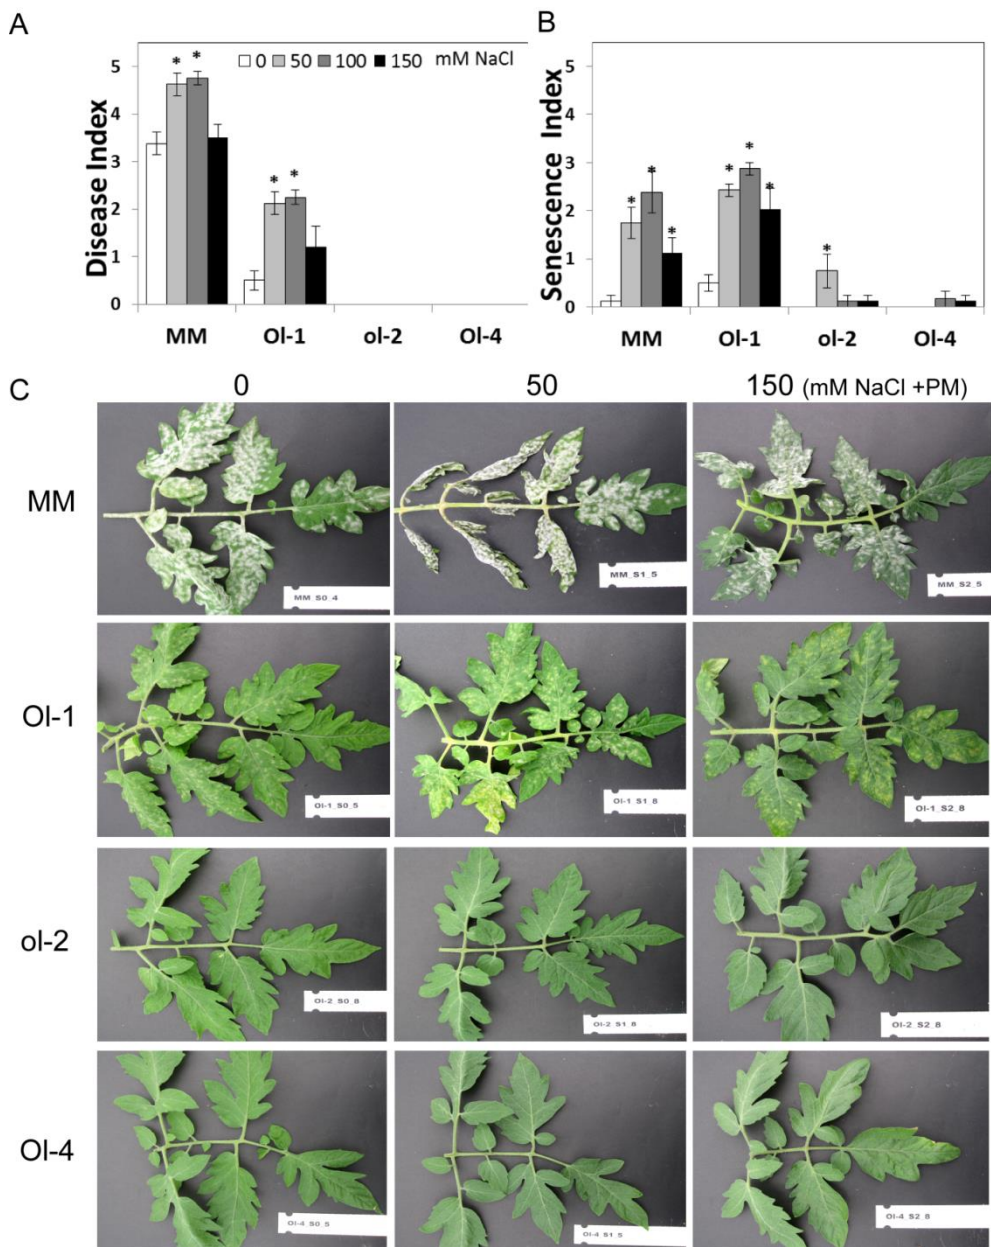 A
Disease Index
5
4
3
2
1
0
0 50 100 150 mM NaCl
* *
* *
MM Ol-1 ol-2 Ol-4
B
Senescence Index
5
4
3
2
1
0
* * *
* * *
*
MM Ol-1 ol-2 Ol-4
C
0 50 150 (mM NaCl +PM)
MM
MM_S0_4
MM_S1_5
MM_S2_5
Ol-1
Ol-1_S0_5
Ol-1_S1_8
Ol-1_S2_8
ol-2
Ol-2_S0_8
Ol-2_S1_8
Ol-2_S2_8
Ol-4
Ol-4_S0_5
Ol-4_S1_5
Ol-4_S2_8